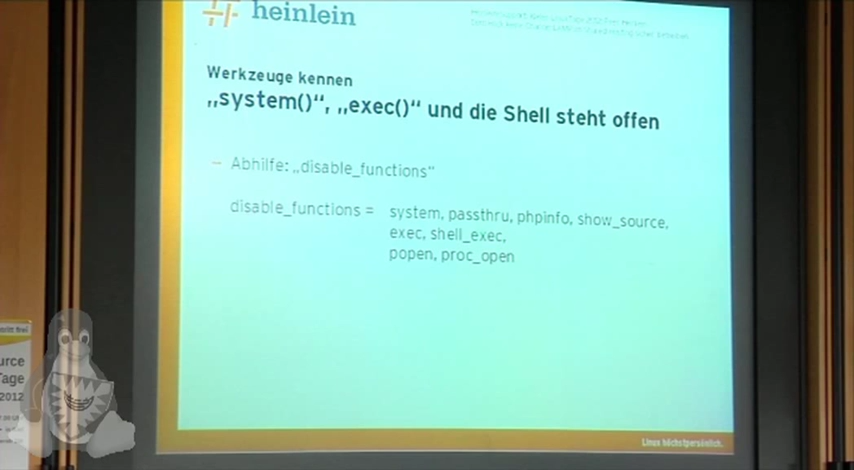 heinlein
Werkzeuge kennen
„system()“, „exec()“ und die Shell steht offen
– Abhilfe: „disable_functions“
disable_functions = system, passthru, phpinfo, show_source,
exec, shell_exec,
popen, proc_open
Linux höchstpersönlich.
urce
Tage
2012